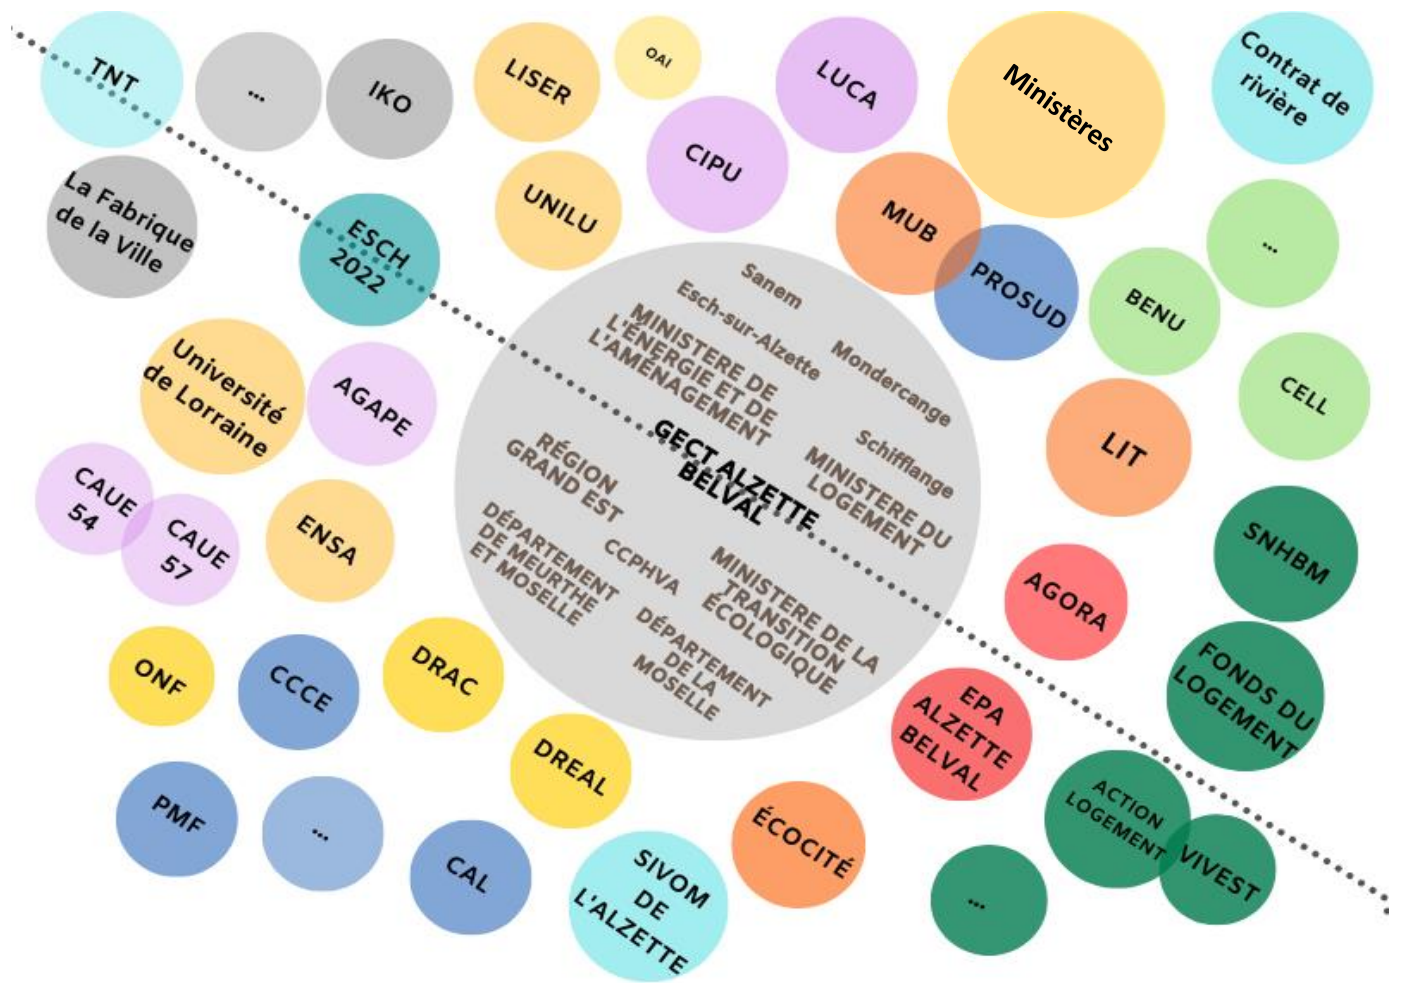 TNT
...
IKO
LISER
OAI
LUCA
Ministères
Contrat de
rivière
CIPU
La Fabrique
de la Ville
ESCH
2022
UNILU
MUB
PROSUD
BENU
...
Sanem
Esch-sur-Alzette
MINISTERE DE
L'ÉNERGIE ET DE
L'AMÉNAGEMENT
Mondercange
Schifflange
MINISTERE DU
LOGEMENT
GECT ALZETTE
BELVAL
RÉGION
GRAND EST
DÉPARTEMENT
DE MEURTHE
ET MOSELLE
CCPHVA
MINISTERE DE LA
TRANSITION
ÉCOLOGIQUE
DÉPARTEMENT
DE LA
MOSELLE
Université
de Lorraine
AGAPE
CELL
LIT
CAUE
54
CAUE
57
ENSA
SNHBM
AGORA
ONF
CCCE
DRAC
FONDS DU
LOGEMENT
EPA
ALZETTE
BELVAL
DREAL
PMF
...
CAL
ÉCOCITÉ
ACTION
LOGEMENT
VIVEST
SIVOM
DE
L'ALZETTE
...